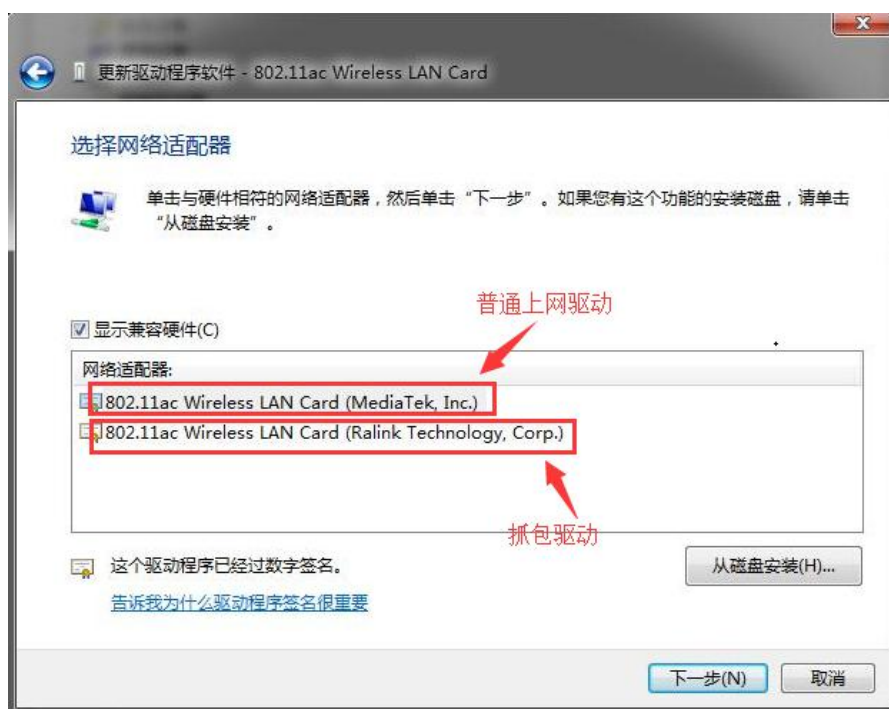 更新驱动程序软件 - 802.11ac Wireless LAN Card
选择网络适配器
单击与硬件相符的网络适配器，然后单击“下一步”。如果您有这个功能的安装磁盘，请单击
“从磁盘安装”。
普通上网驱动
显示兼容硬件(C)
网络适配器:
802.11ac Wireless LAN Card (MediaTek, Inc.)
802.11ac Wireless LAN Card (Ralink Technology, Corp.)
抓包驱动
这个驱动程序已经过数字签名。
从磁盘安装(H)...
告诉我为什么驱动程序签名很重要
下一步(N)
取消